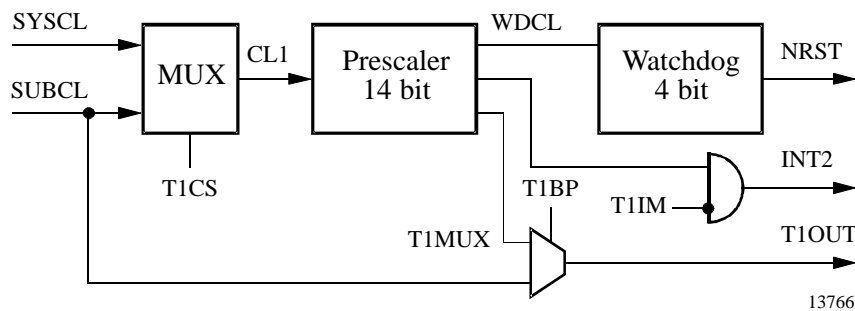 SYSCL
SUBCL
MUX
T1CS
CL1
Prescaler
14 bit
WDCL
Watchdog
4 bit
NRST
INT2
T1IM
T1BP
T1MUX
T1OUT
13766